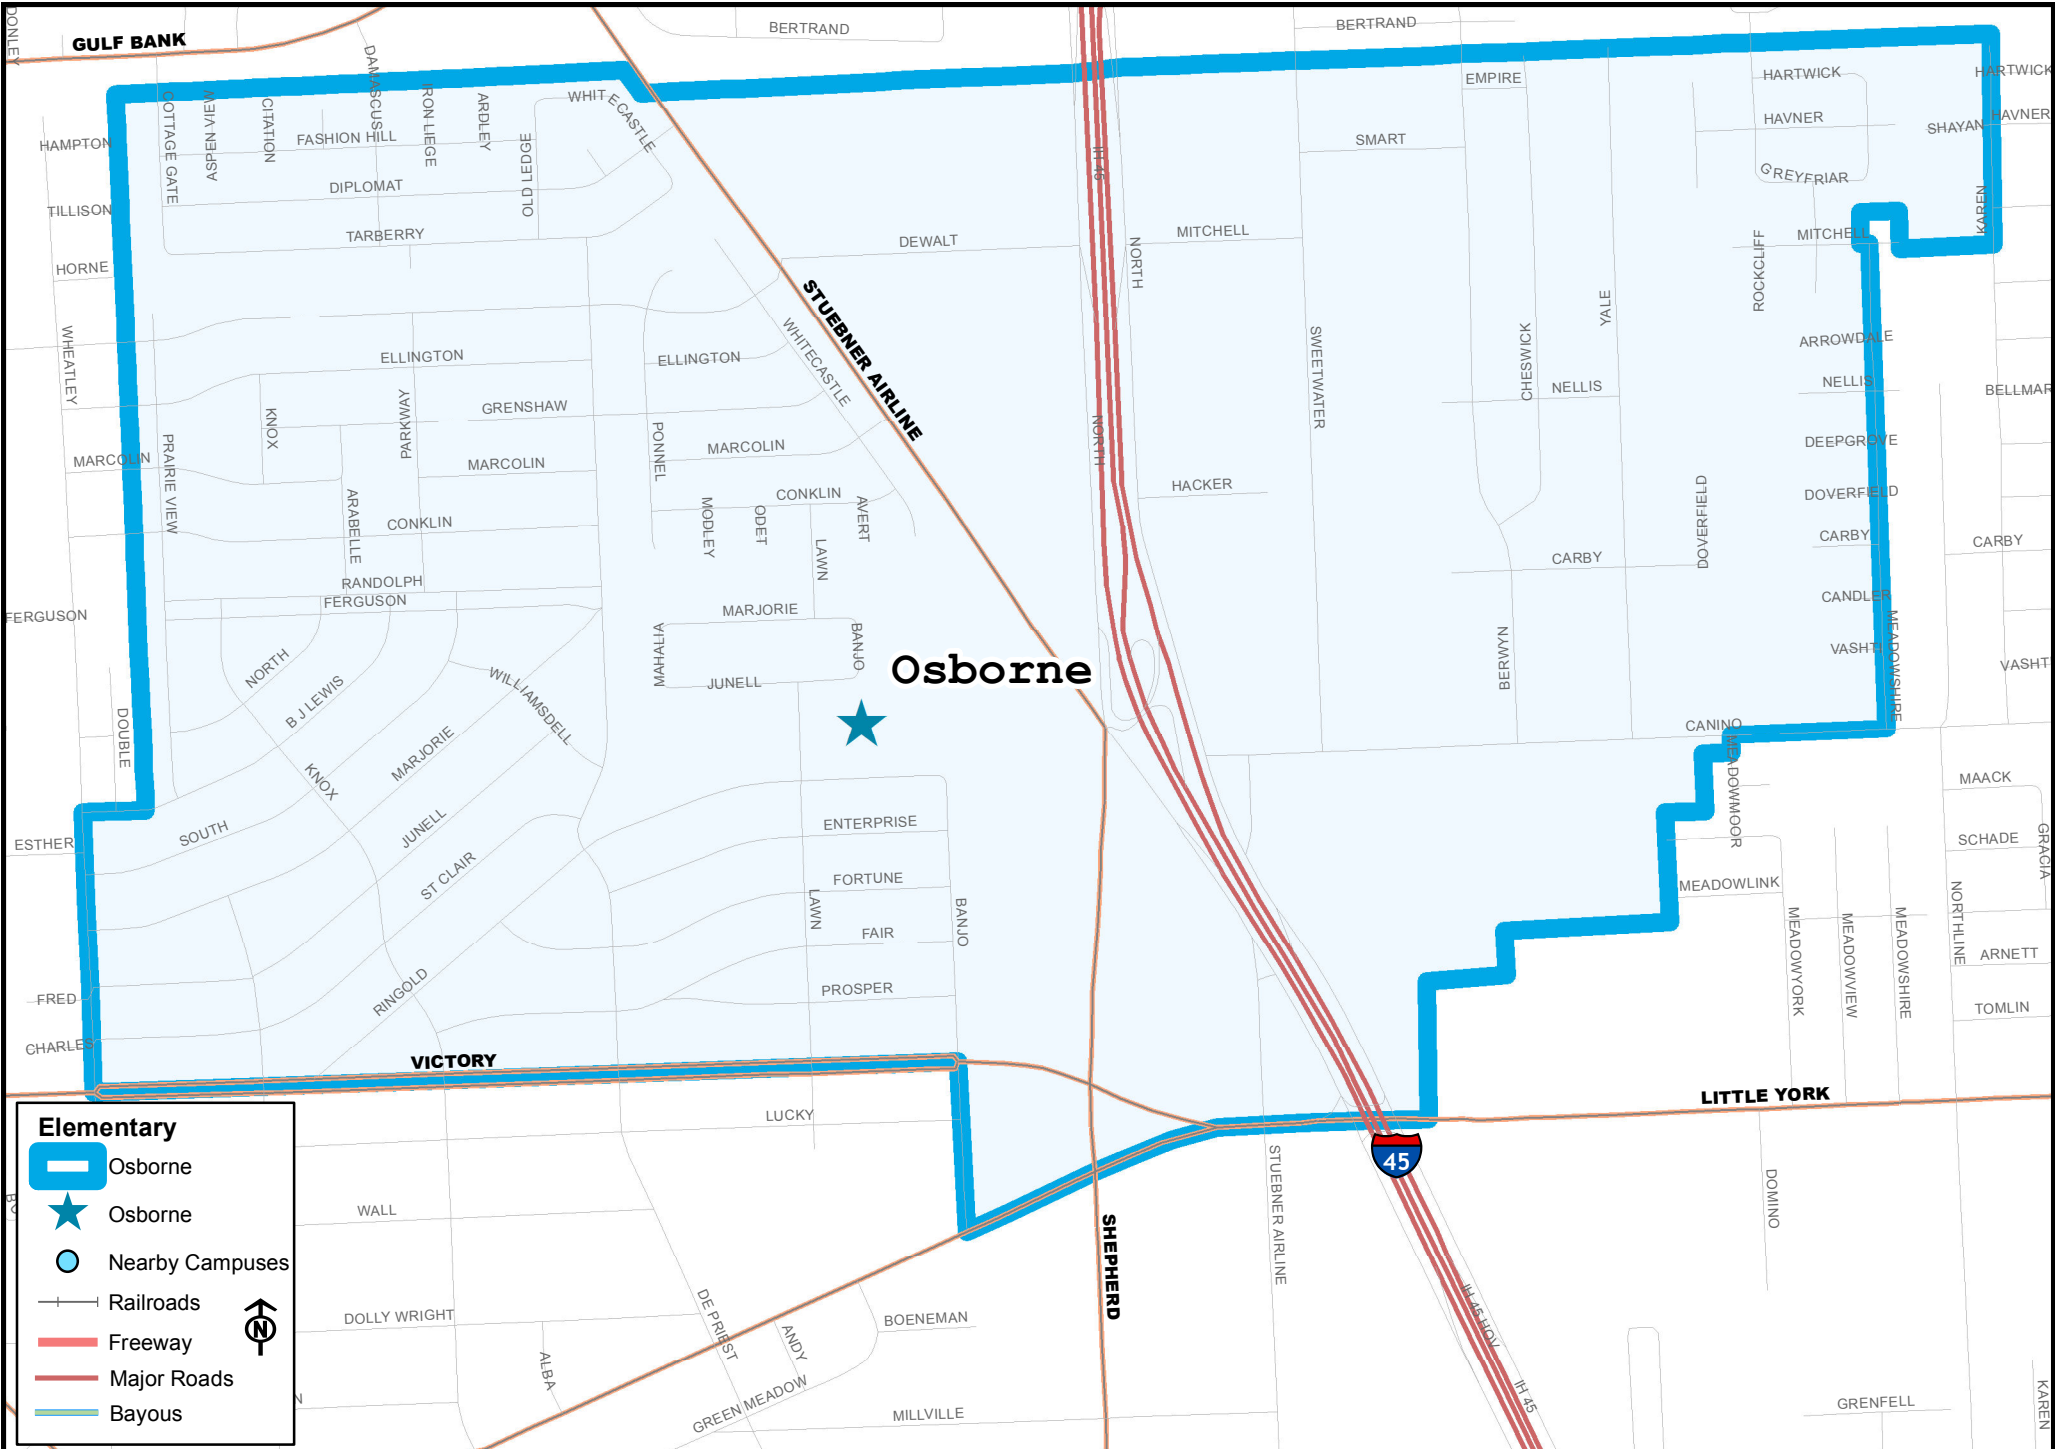 DONLEY
GULF BANK
BERTRAND
BERTRAND
DAMASCUS
COTTAGE GATE
ASPEN VIEW
CITATION
IRON LIEGE
ARDLEY
OLD LEDGE
WHITECASTLE
EMPIRE
HARTWICK
HARTWICK
HAMPTON
FASHION HILL
SMART
HAVNER
SHAYAN
HAVNER
IH 45
DIPLOMAT
GREYFRIAR
TILLISON
KAREN
TARBERRY
DEWALT
NORTH
MITCHELL
MITCHELL
ROCKCLIFF
HORNE
STUEBNER AIRLINE
YALE
WHEATLEY
WHITECASTLE
SWEETWATER
CHESWICK
ARROWDALE
ELLINGTON
ELLINGTON
NELLIS
NELLIS
BELLMAR
KNOX
PARKWAY
GRENSHAW
PRAIRIE VIEW
PONNEL
NORTH
MARCOLIN
MARCOLIN
MARCOLIN
DEEPGROVE
HACKER
DOVERFIELD
DOVERFIELD
ARABELLE
CONKLIN
CONKLIN
MODLEY
ODET
AVERT
LAWN
CARBY
CARBY
CARBY
RANDOLPH
FERGUSON
FERGUSON
MARJORIE
CANDLER
MEADOWSHIRE
MAHALIA
BANJO
BERWYN
VASHTI
VASHT
NORTH
B J LEWIS
WILLIAMSDELL
JUNELL
Osborne
DOUBLE
MARJORIE
CANINO
KNOX
MEADOWMOOR
MAACK
ESTHER
SOUTH
JUNELL
ENTERPRISE
SCHADE
GRACIA
ST CLAIR
FORTUNE
MEADOWLINK
LAWN
BANJO
FAIR
MEADOWYORK
MEADOWVIEW
MEADOWSHIRE
NORTHLINE
ARNETT
RINGOLD
PROSPER
FRED
TOMLIN
CHARLES
VICTORY
LITTLE YORK
LUCKY
45
STUEBNER AIRLINE
DOMINO
WALL
SHEPHERD
DOLLY WRIGHT
DE PRIEST
ANDY
BOENEMAN
IH 45 HOV
ALBA
GREEN MEADOW
MILLVILLE
IH 45
GRENFELL
KAREN
Elementary
Osborne
Osborne
Nearby Campuses
Railroads
N
Freeway
Major Roads
Bayous